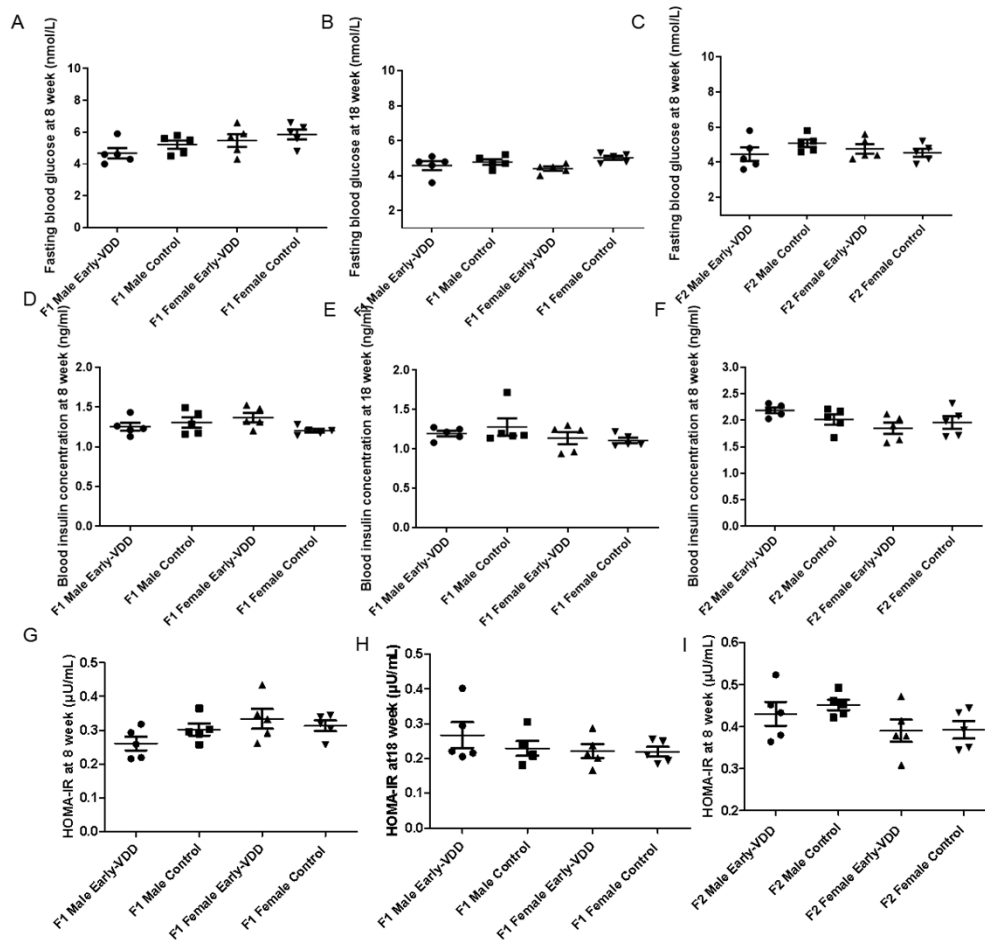 A
Fasting blood glucose at 8 week (nmol/L)
10
8
6
4
2
0
F1 Male Early-VDD
F1 Male Control
F1 Female Early-VDD
F1 Female Control
B
Fasting blood glucose at 18 week (nmol/L)
10
8
6
4
2
F1 Male Early-VDD
F1 Male Control
F1 Female Early-VDD
F1 Female Control
C
Fasting blood glucose at 8 week (nmol/L)
10
8
6
4
2
F2 Male Early-VDD
F2 Male Control
F2 Female Early-VDD
F2 Female Control
D
Blood insulin concentration at 8 week (ng/ml)
2.0
1.5
1.0
0.5
0.0
F1 Male Early-VDD
F1 Male Control
F1 Female Early-VDD
F1 Female Control
E
Blood insulin concentration at 18 week (ng/ml)
2.0
1.5
1.0
0.5
0.0
F1 Male Early-VDD
F1 Male Control
F1 Female Early-VDD
F1 Female Control
F
Blood insulin concentration at 8 week (ng/ml)
3.0
2.5
2.0
1.5
1.0
0.5
0.0
F2 Male Early-VDD
F2 Male Control
F2 Female Early-VDD
F2 Female Control
G
HOMA-IR at 8 week (µU/mL)
0.5
0.4
0.3
0.2
0.1
0.0
F1 Male Early-VDD
F1 Male Control
F1 Female Early-VDD
F1 Female Control
H
HOMA-IR at18 week (µU/mL)
0.5
0.4
0.3
0.2
0.1
0.0
F1 Male Early-VDD
F1 Male Control
F1 Female Early-VDD
F1 Female Control
I
HOMA-IR at 8 week (µU/mL)
0.6
0.5
0.4
0.3
0.2
F2 Male Early-VDD
F2 Male Control
F2 Female Early-VDD
F2 Female Control